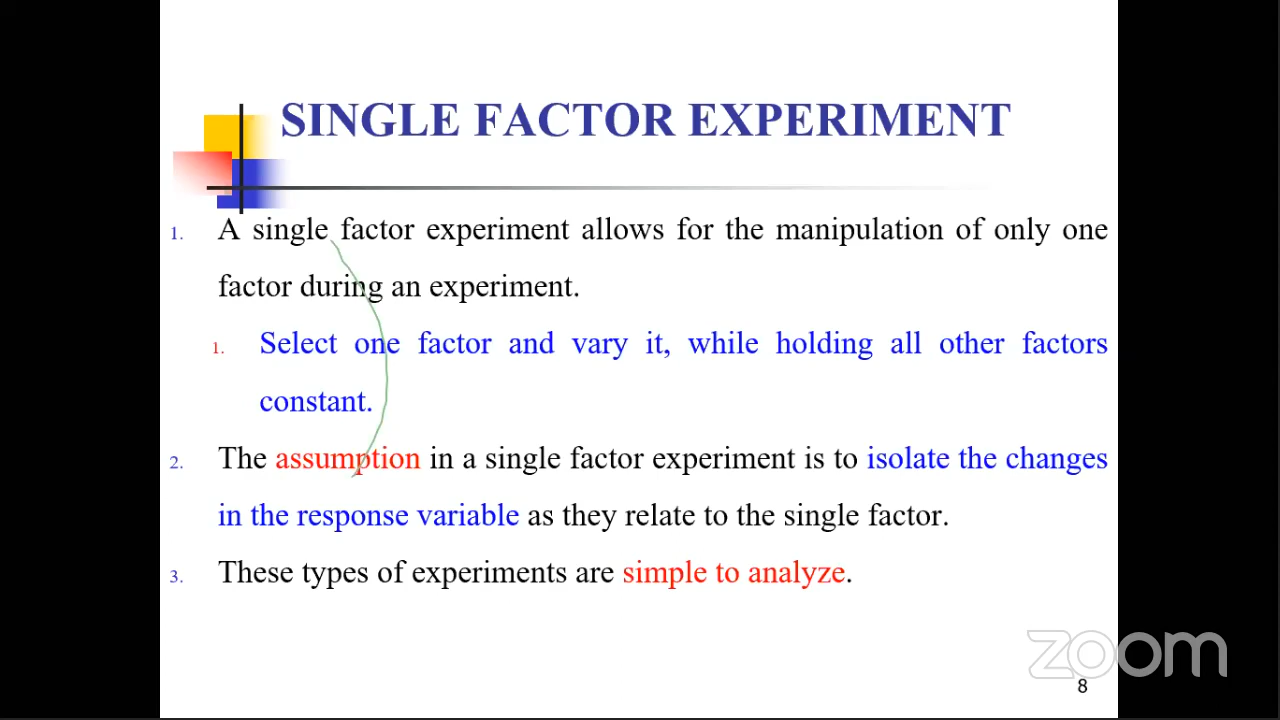 SINGLE FACTOR EXPERIMENT
1. A single factor experiment allows for the manipulation of only one
factor during an experiment.
1. Select one factor and vary it, while holding all other factors
constant.
2. The assumption in a single factor experiment is to isolate the changes
in the response variable as they relate to the single factor.
3. These types of experiments are simple to analyze.
zoom
8